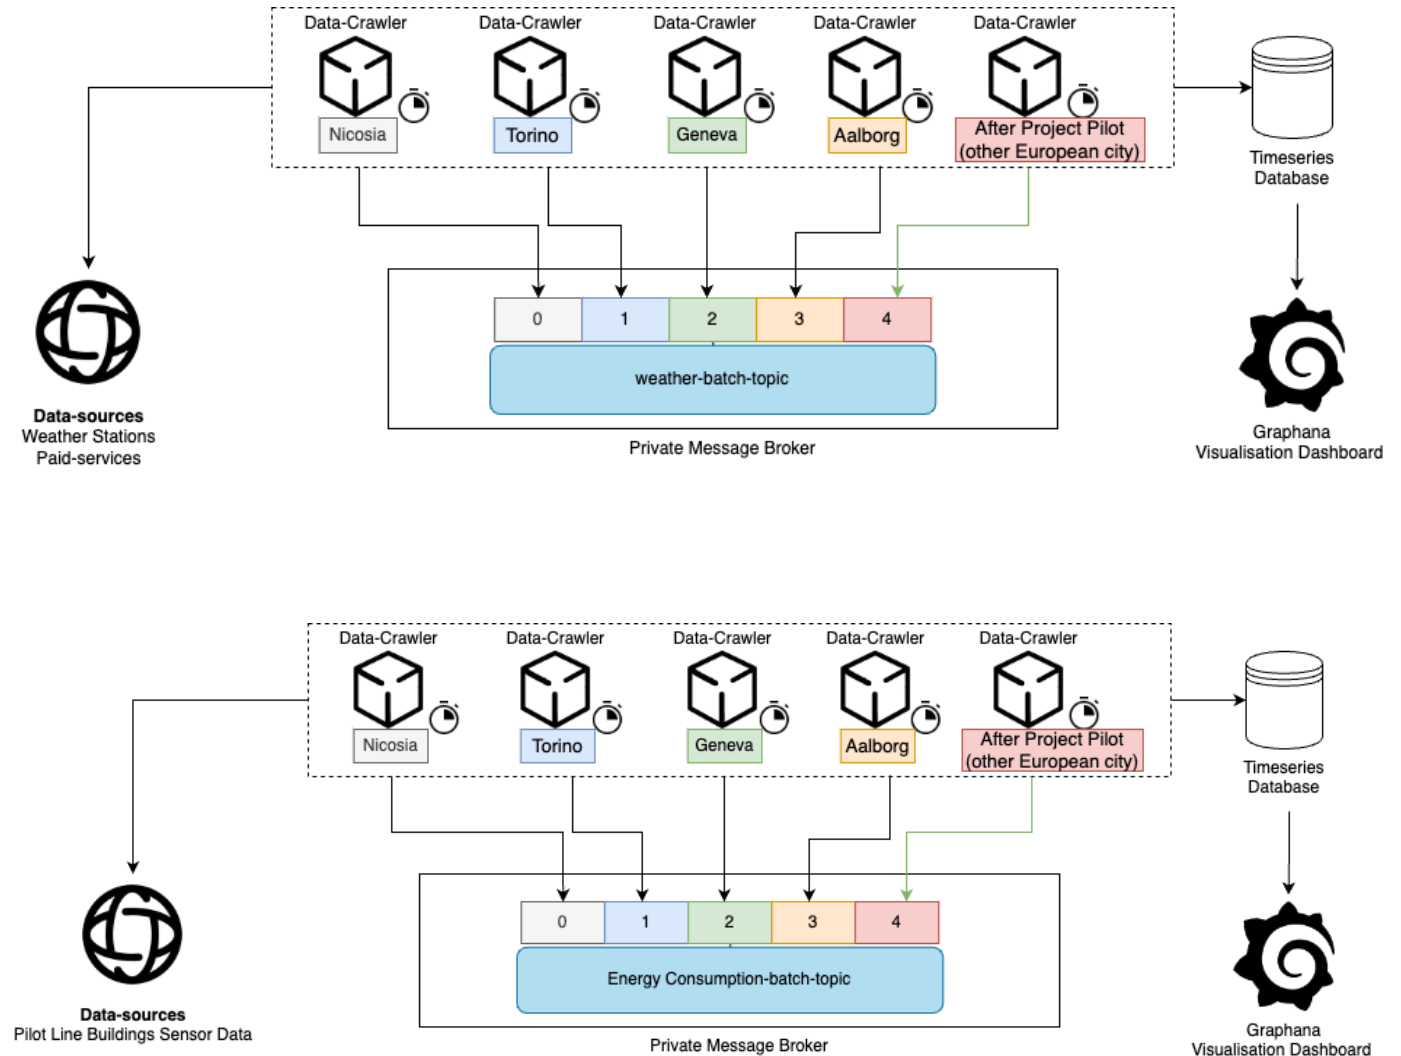 Data-Crawler
Data-Crawler
Data-Crawler
Data-Crawler
Data-Crawler
Nicosia
Torino
Geneva
Aalborg
After Project Pilot
(other European city)
Timeseries
Database
0
1
2
3
4
weather-batch-topic
Private Message Broker
Data-sources
Weather Stations
Paid-services
Graphana
Visualisation Dashboard
Data-Crawler
Data-Crawler
Data-Crawler
Data-Crawler
Data-Crawler
Nicosia
Torino
Geneva
Aalborg
After Project Pilot
(other European city)
Timeseries
Database
0
1
2
3
4
Energy Consumption-batch-topic
Private Message Broker
Data-sources
Pilot Line Buildings Sensor Data
Graphana
Visualisation Dashboard